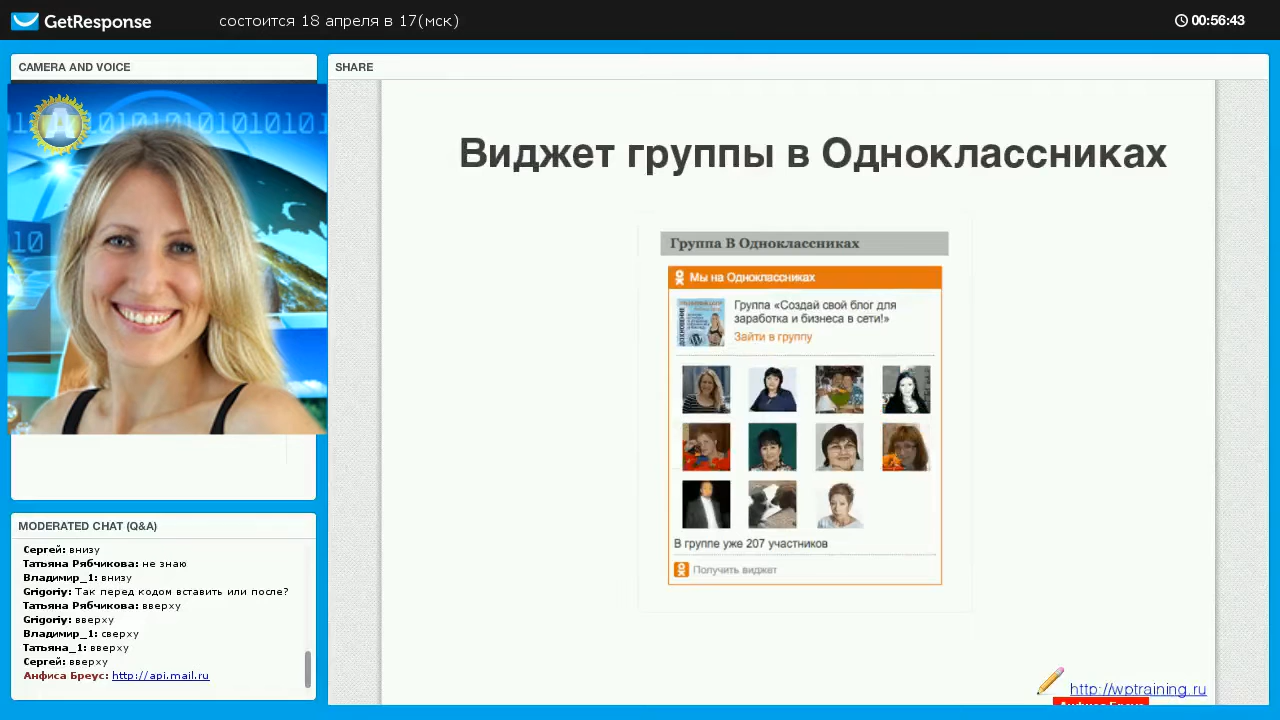 GetResponse
состоится 18 апреля в 17(мск)
00:56:43
CAMERA AND VOICE
SHARE
Виджет группы в Одноклассниках
Группа В Одноклассниках
Мы на Одноклассниках
Группа «Создай свой блог для
заработка и бизнеса в сети!»
Зайти в группу
В группе уже 207 участников
Получить виджет
MODERATED CHAT (Q&A)
Сергей: внизу
Татьяна Рябчикова: не знаю
Владимир_1: внизу
Grigoriy: Так перед кодом вставить или после?
Татьяна Рябчикова: вверху
Grigoriy: вверху
Владимир_1: сверху
Татьяна_1: вверху
Сергей: вверху
Анфиса Бреус: http://api.mail.ru
http://wptraining.ru